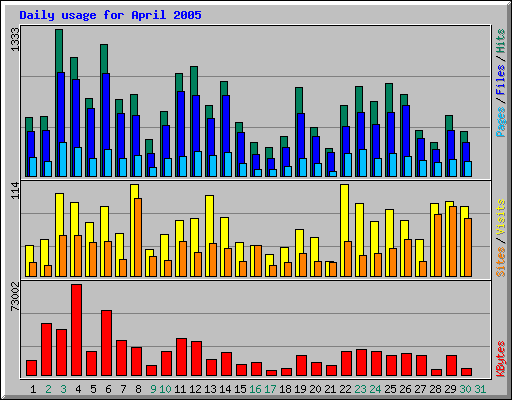 Daily usage for April 2005
1333
Pages/Files/Hits
114
Sites/Visits
73002
KBytes
1 2 3 4 5 6 7 8 9 10 11 12 13 14 15 16 17 18 19 20 21 22 23 24 25 26 27 28 29 30 31